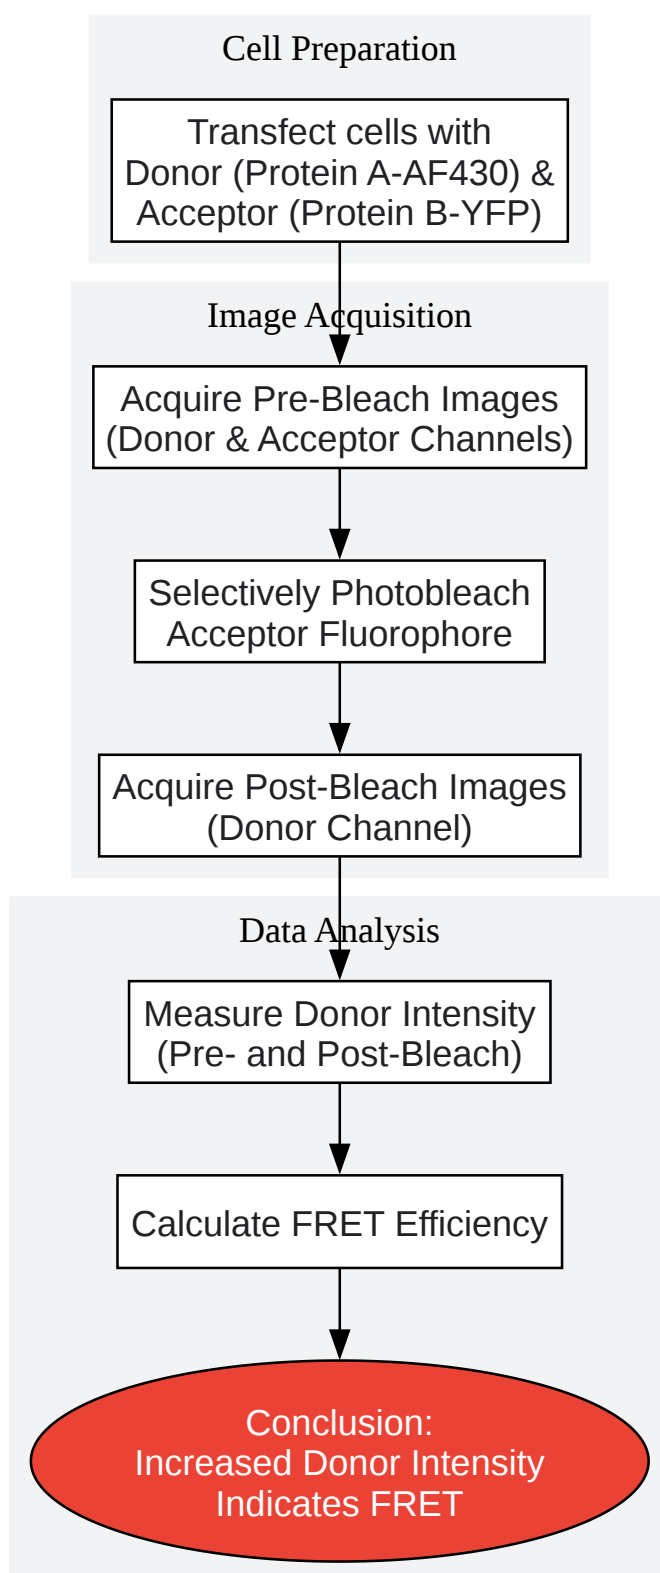 Cell Preparation
Transfect cells with
Donor (Protein A-AF430) &
Acceptor (Protein B-YFP)
Image Acquisition
Acquire Pre-Bleach Images
(Donor & Acceptor Channels)
Selectively Photobleach
Acceptor Fluorophore
Acquire Post-Bleach Images
(Donor Channel)
Data Analysis
Measure Donor Intensity
(Pre- and Post-Bleach)
Calculate FRET Efficiency
Conclusion:
Increased Donor Intensity
Indicates FRET